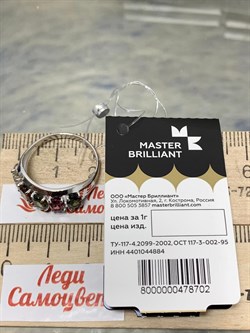 MASTER
BRILLIANT
ООО «Мастер Бриллиант»
Ул. Локомотивная, 2, г. Кострома, Россия
8 800 505 3857 masterbrilliant.com
цена за 1г
цена изд.
ТУ-117-4.2099-2002, ОСТ 117-3-002-95
ИНН 4401044884
8000000478702
Леди
Самоцвет